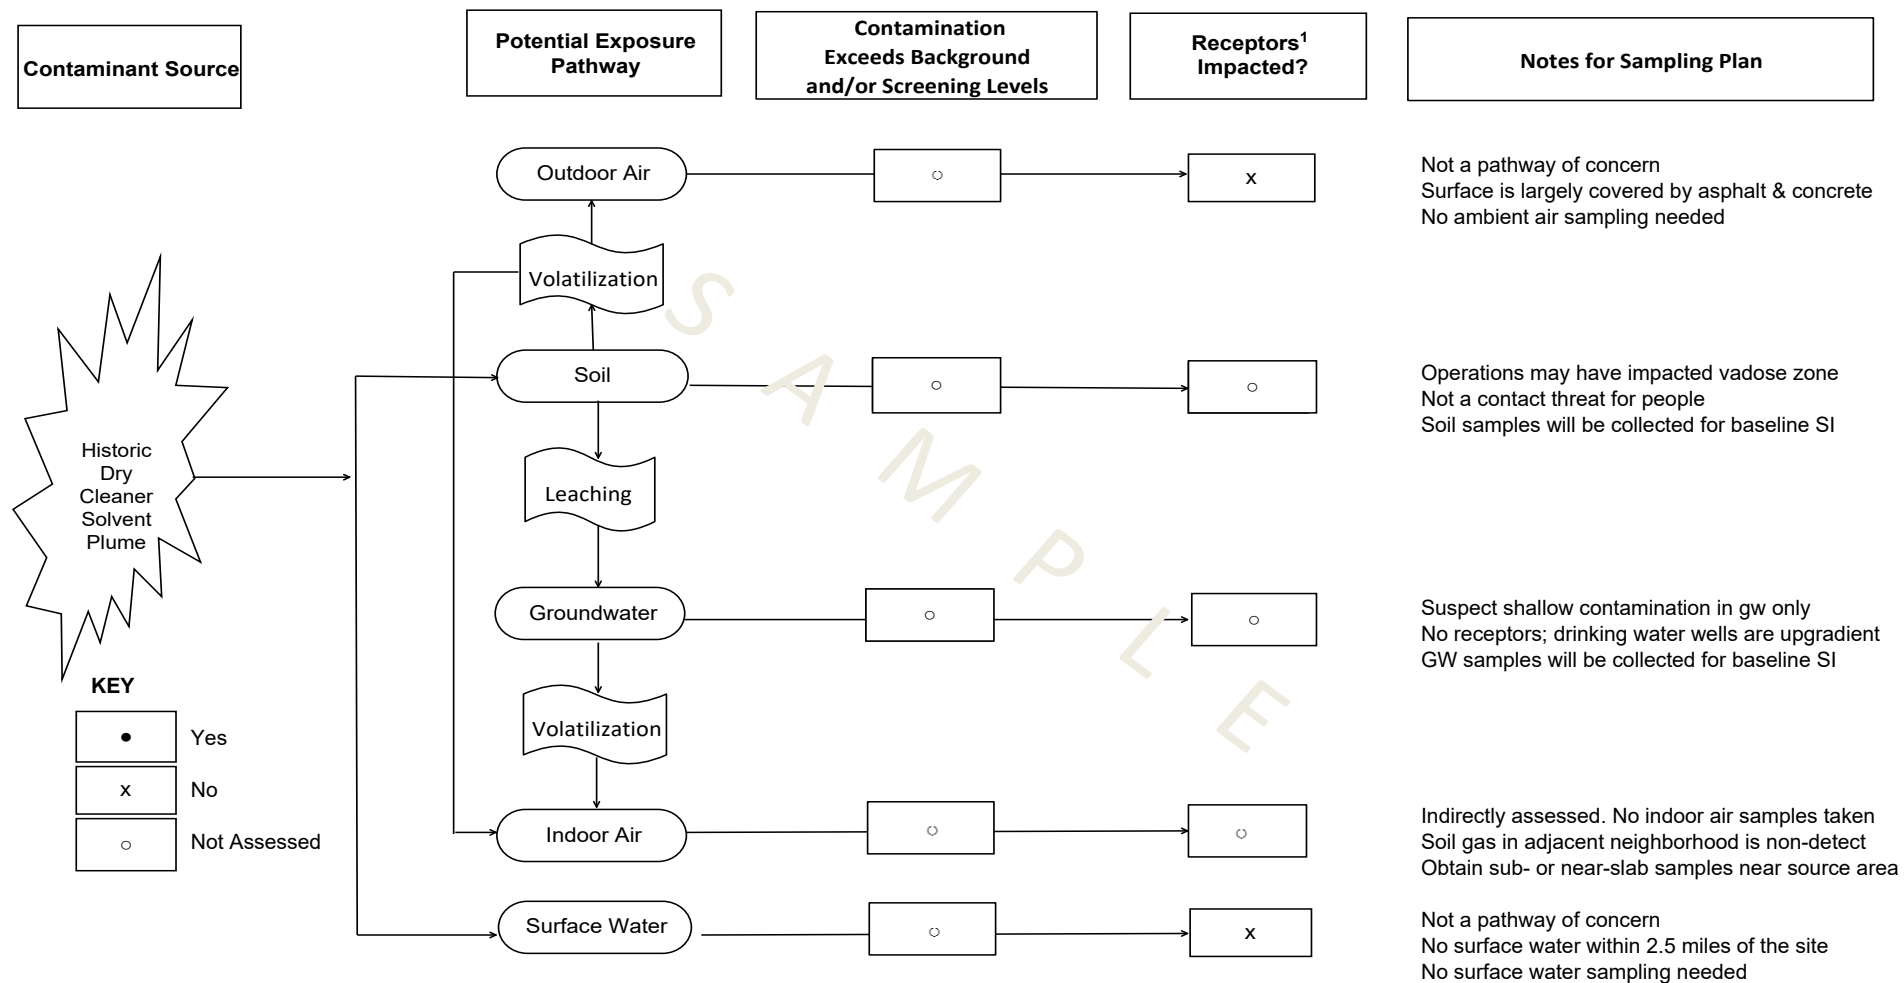 Contaminant Source
Potential Exposure
Pathway
Contamination
Exceeds Background
and/or Screening Levels
Receptors1
Impacted?
Notes for Sampling Plan
Outdoor Air
○
x
Not a pathway of concern
Surface is largely covered by asphalt & concrete
No ambient air sampling needed
Volatilization
Soil
○
○
Operations may have impacted vadose zone
Not a contact threat for people
Soil samples will be collected for baseline SI
Historic
Dry
Cleaner
Solvent
Plume
Leaching
Groundwater
○
○
Suspect shallow contamination in gw only
No receptors; drinking water wells are upgradient
GW samples will be collected for baseline SI
Volatilization
Indoor Air
○
○
Indirectly assessed. No indoor air samples taken
Soil gas in adjacent neighborhood is non-detect
Obtain sub- or near-slab samples near source area
Surface Water
○
x
Not a pathway of concern
No surface water within 2.5 miles of the site
No surface water sampling needed
KEY
● Yes
x No
○ Not Assessed
SAMPLE